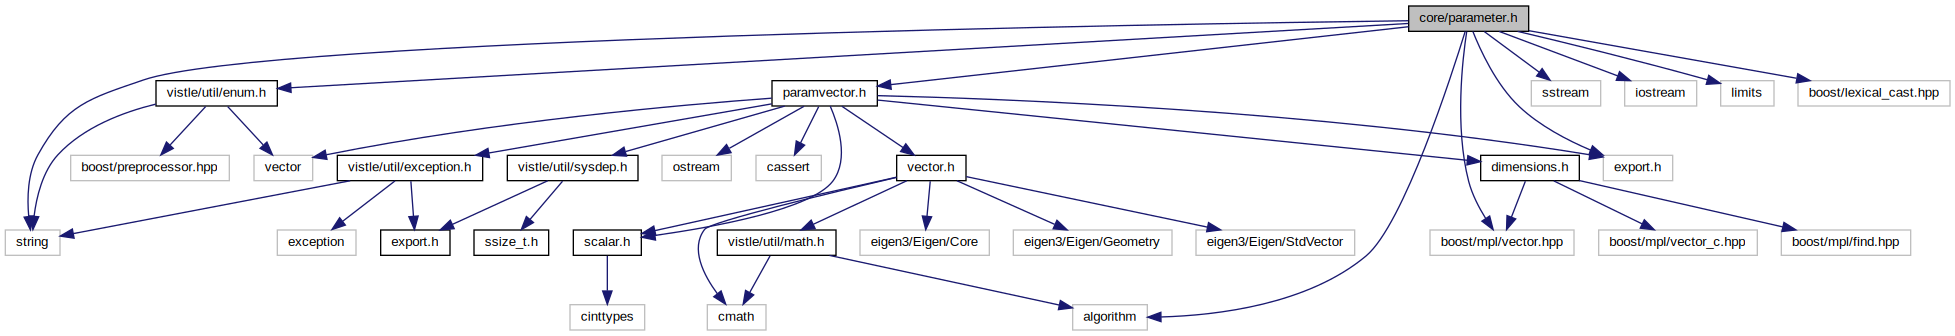 core/parameter.h
vistle/util/enum.h
paramvector.h
sstream
iostream
limits
boost/lexical_cast.hpp
boost/preprocessor.hpp
vector
vistle/util/exception.h
vistle/util/sysdep.h
ostream
cassert
vector.h
dimensions.h
export.h
string
exception
export.h
ssize_t.h
scalar.h
vistle/util/math.h
eigen3/Eigen/Core
eigen3/Eigen/Geometry
eigen3/Eigen/StdVector
boost/mpl/vector.hpp
boost/mpl/vector_c.hpp
boost/mpl/find.hpp
cinttypes
cmath
algorithm